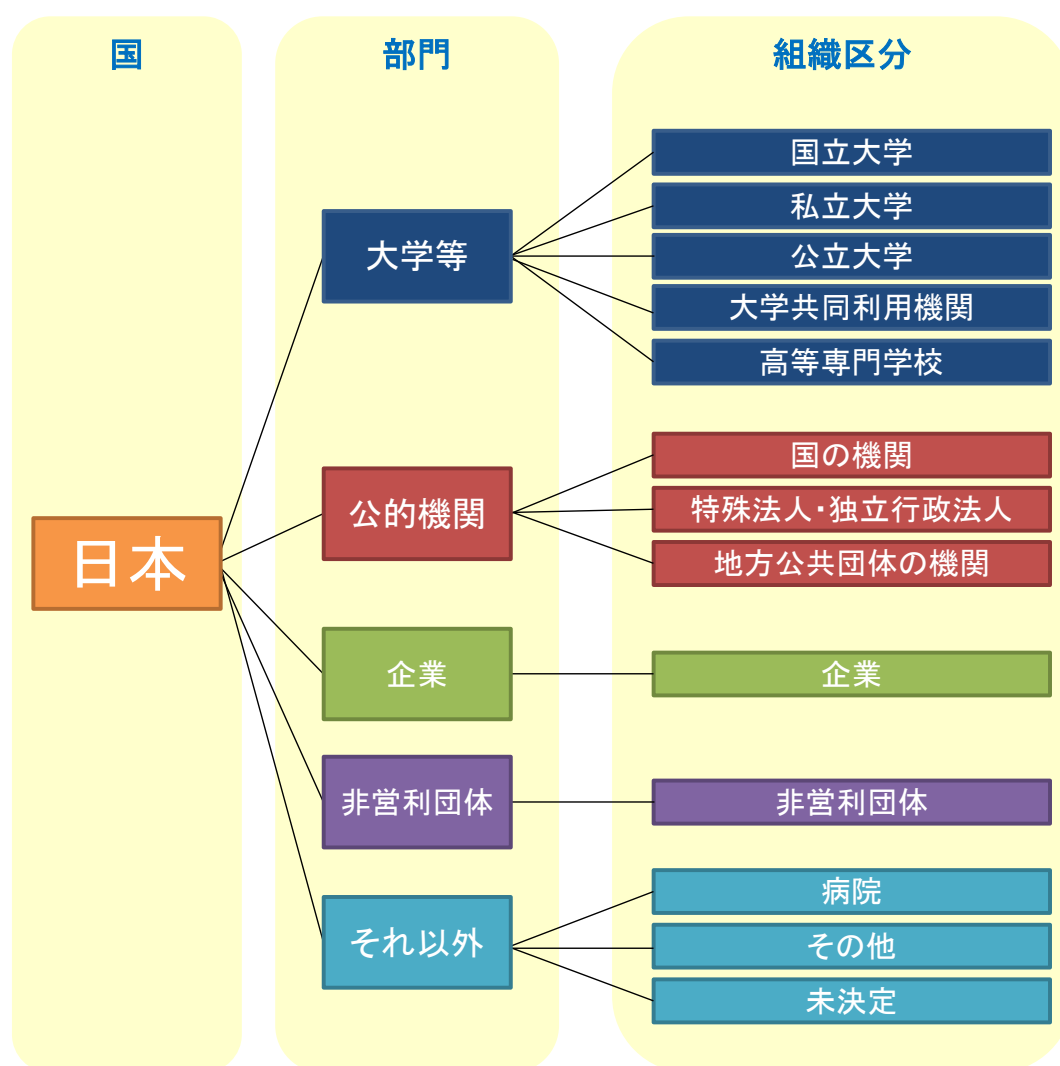 国
部門
組織区分
日本
大学等
国立大学
私立大学
公立大学
大学共同利用機関
高等専門学校
公的機関
国の機関
特殊法人・独立行政法人
地方公共団体の機関
企業
企業
非営利団体
非営利団体
それ以外
病院
その他
未決定